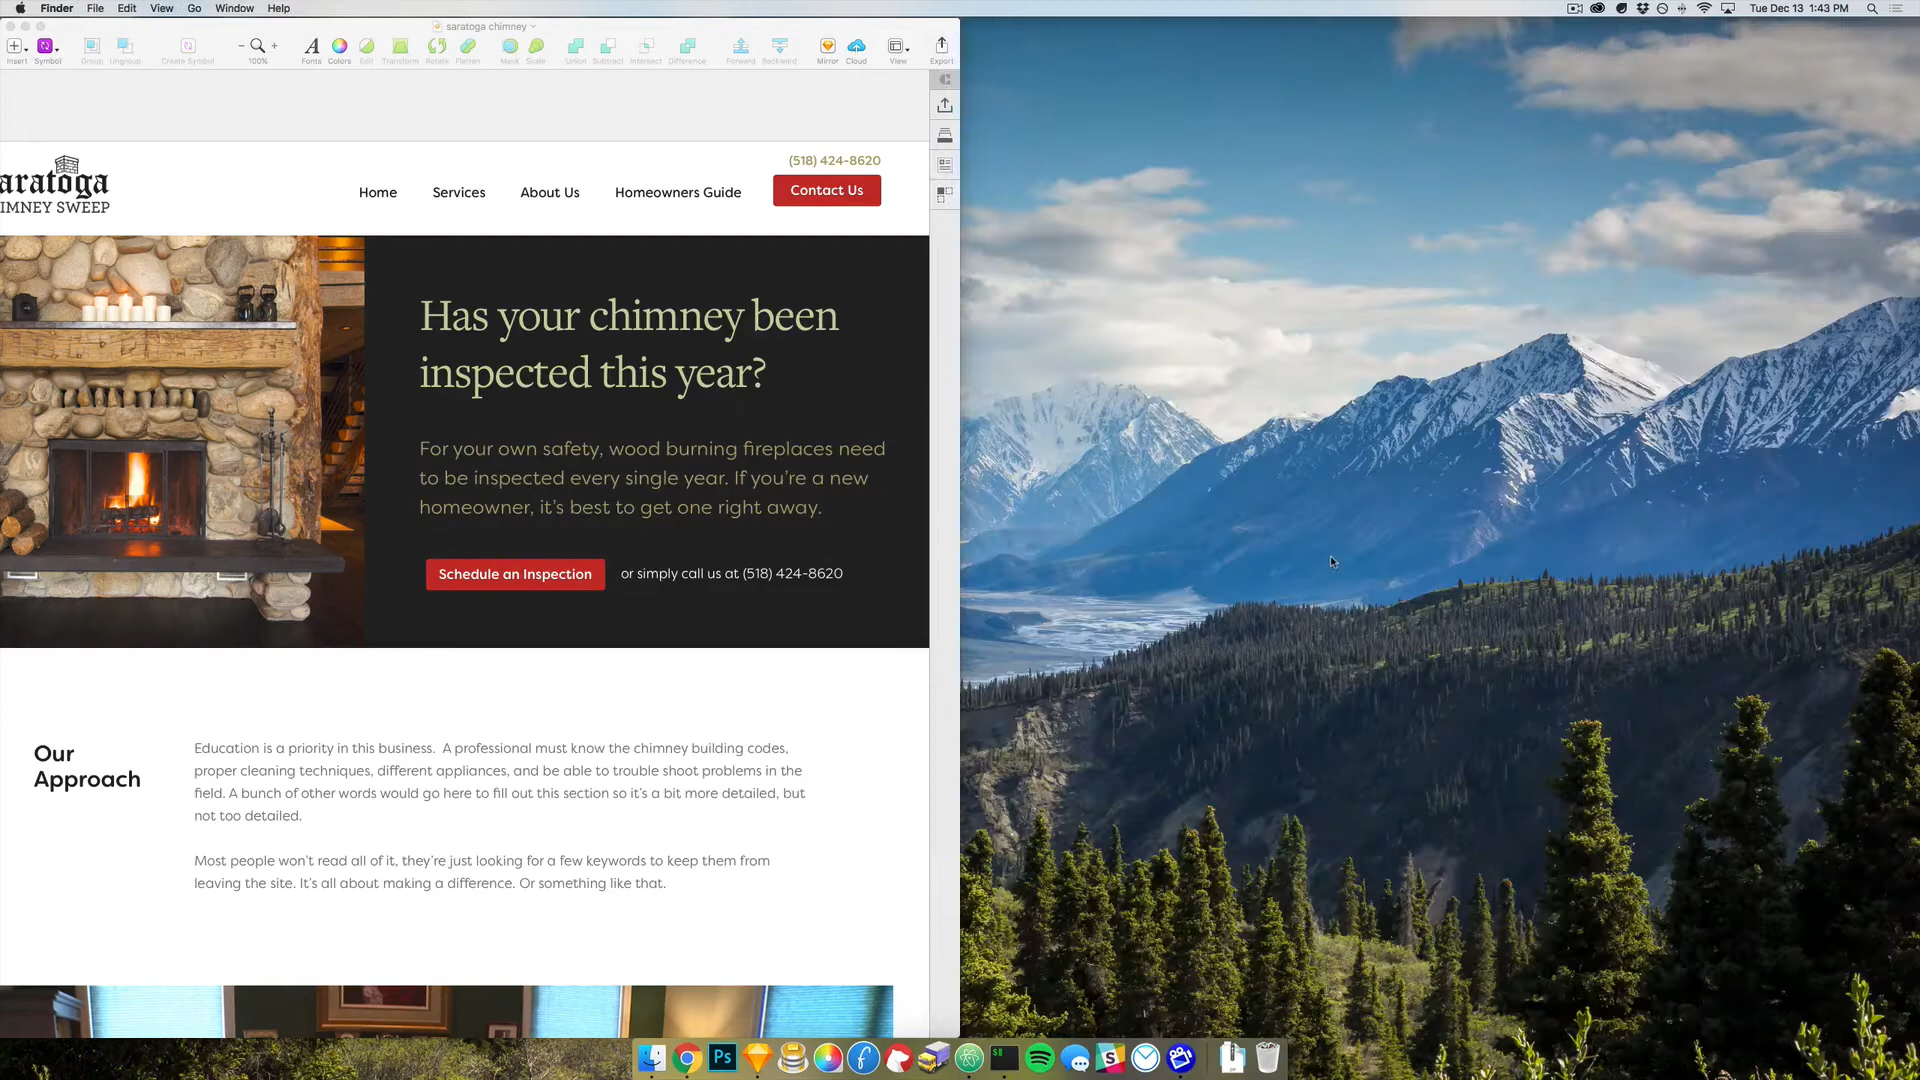 Finder File Edit View Go Window Help
Tue Dec 13 1:43 PM
saratoga chimney
Insert Symbol Group Ungroup Create Symbol 100% Fonts Colors Edit Transform Rotate Flatten Mask Scale Union Subtract Intersect Difference Forward Backward Mirror Cloud View Export
(518) 424-8620
aratoga
IMNEY SWEEP
Home Services About Us Homeowners Guide Contact Us
Has your chimney been
inspected this year?
For your own safety, wood burning fireplaces need
to be inspected every single year. If you're a new
homeowner, it's best to get one right away.
Schedule an Inspection or simply call us at (518) 424-8620
Our
Approach
Education is a priority in this business. A professional must know the chimney building codes,
proper cleaning techniques, different appliances, and be able to trouble shoot problems in the
field. A bunch of other words would go here to fill out this section so it's a bit more detailed, but
not too detailed.
Most people won't read all of it, they're just looking for a few keywords to keep them from
leaving the site. It's all about making a difference. Or something like that.
Ps